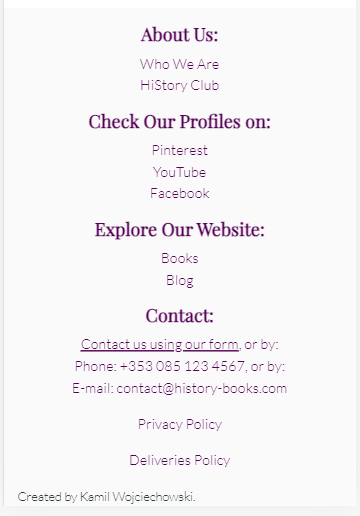 About Us:
Who We Are
HiStory Club
Check Our Profiles on:
Pinterest
YouTube
Facebook
Explore Our Website:
Books
Blog
Contact:
Contact us using our form, or by:
Phone: +353 085 123 4567, or by:
E-mail: contact@history-books.com
Privacy Policy
Deliveries Policy
Created by Kamil Wojciechowski.